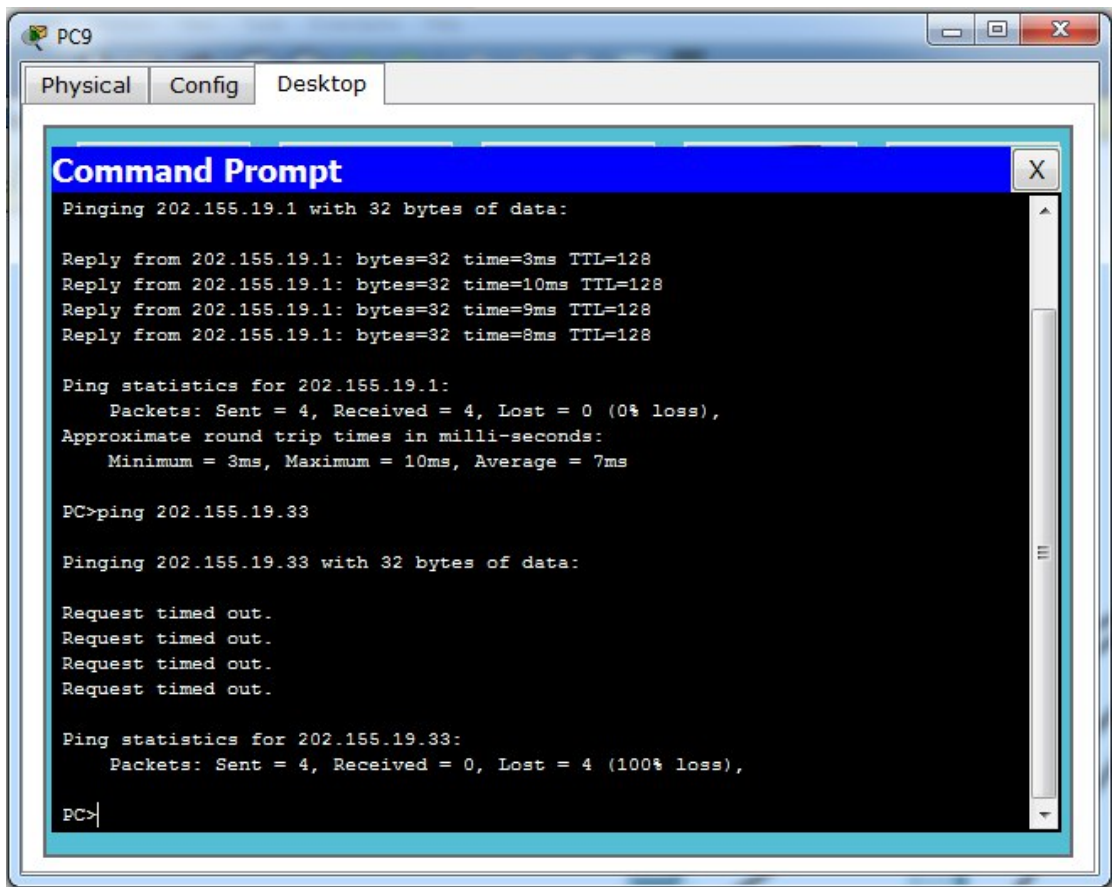 PC9
Physical Config Desktop
Command Prompt
X
Pinging 202.155.19.1 with 32 bytes of data:
Reply from 202.155.19.1: bytes=32 time=3ms TTL=128
Reply from 202.155.19.1: bytes=32 time=10ms TTL=128
Reply from 202.155.19.1: bytes=32 time=9ms TTL=128
Reply from 202.155.19.1: bytes=32 time=8ms TTL=128
Ping statistics for 202.155.19.1:
Packets: Sent = 4, Received = 4, Lost = 0 (0% loss),
Approximate round trip times in milli-seconds:
Minimum = 3ms, Maximum = 10ms, Average = 7ms
PC>ping 202.155.19.33
Pinging 202.155.19.33 with 32 bytes of data:
Request timed out.
Request timed out.
Request timed out.
Request timed out.
Ping statistics for 202.155.19.33:
Packets: Sent = 4, Received = 0, Lost = 4 (100% loss),
PC>